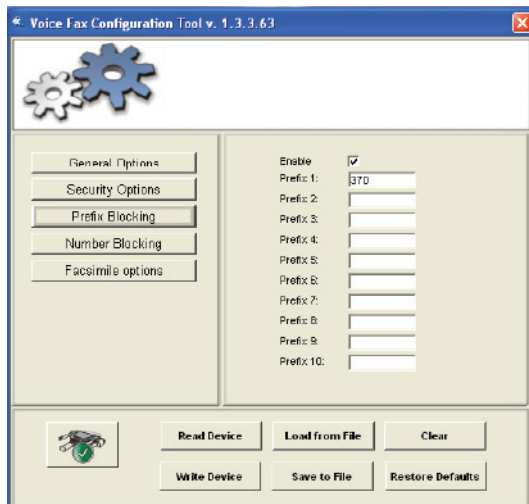 Voice Fax Configuration Tool v. 1.3.3.63
General Options
Security Options
Prefix Blocking
Number Blocking
Facsimile options
Enable
Prefix 1: 370
Prefix 2:
Prefix 3:
Prefix 4:
Prefix 5:
Prefix 6:
Prefix 7:
Prefix 8:
Prefix 9:
Prefix 10:
Read Device
Load from File
Clear
Write Device
Save to File
Restore Defaults